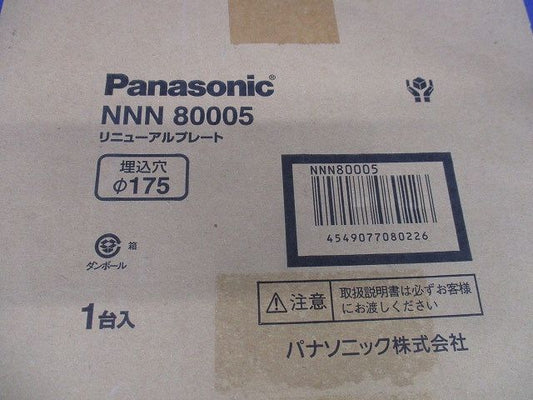 Panasonic®
NNN 80005
リニューアルプレート
埋込穴
φ175
NNN80005
4549077080226
箱
ダンボール
注意
取扱説明書は必ずお客様
にお渡しください
1台入
パナソニック株式会社